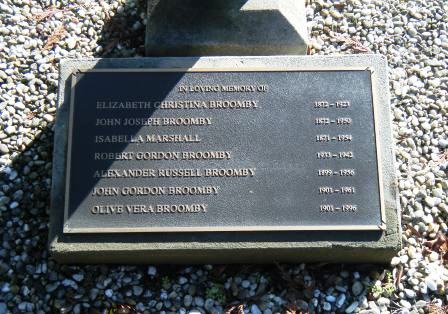 IN LOVING MEMORY OF
ELIZABETH CHRISTINA BROOMBY 1872 – 1923
JOHN JOSEPH BROOMBY 1872 – 1950
ISABELLA MARSHALL 1871 – 1954
ROBERT GORDON BROOMBY 1933 – 1942
ALEXANDER RUSSELL BROOMBY 1899 – 1956
JOHN GORDON BROOMBY 1901 – 1961
OLIVE VERA BROOMBY 1901 – 1996